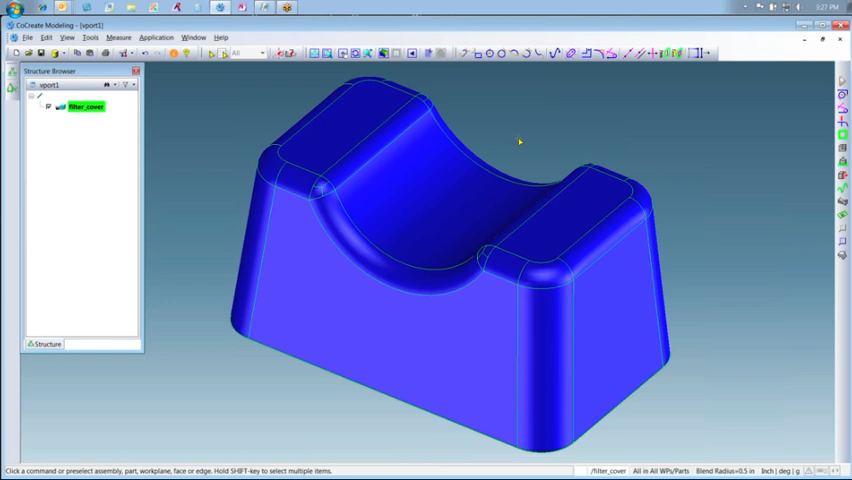 3:27 PM
CoCreate Modeling - [vport1]
File Edit View Tools Measure Application Window Help
All
Structure Browser
vport1
filter_cover
Structure
Click a command or preselect assembly, part, workplane, face or edge. Hold SHIFT-key to select multiple items.
/filter_cover All in All WPs/Parts Blend Radius=0.5 in Inch | deg | g